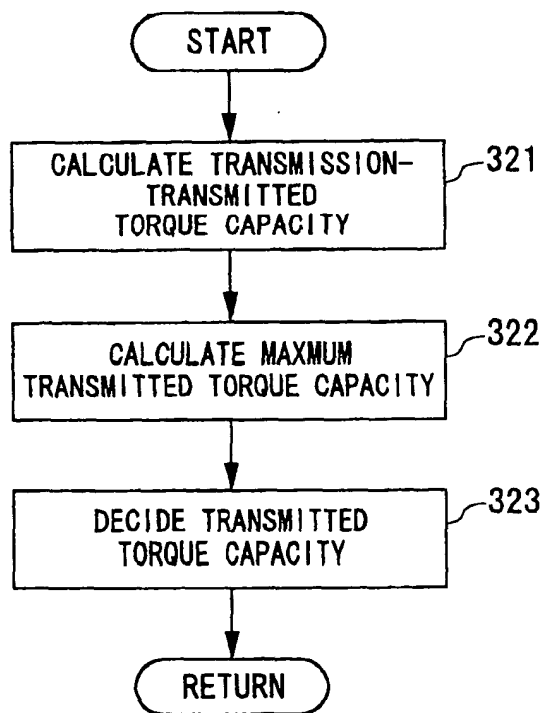 START
CALCULATE TRANSMISSION-
TRANSMITTED
TORQUE CAPACITY
321
CALCULATE MAXMUM
TRANSMITTED TORQUE CAPACITY
322
DECIDE TRANSMITTED
TORQUE CAPACITY
323
RETURN